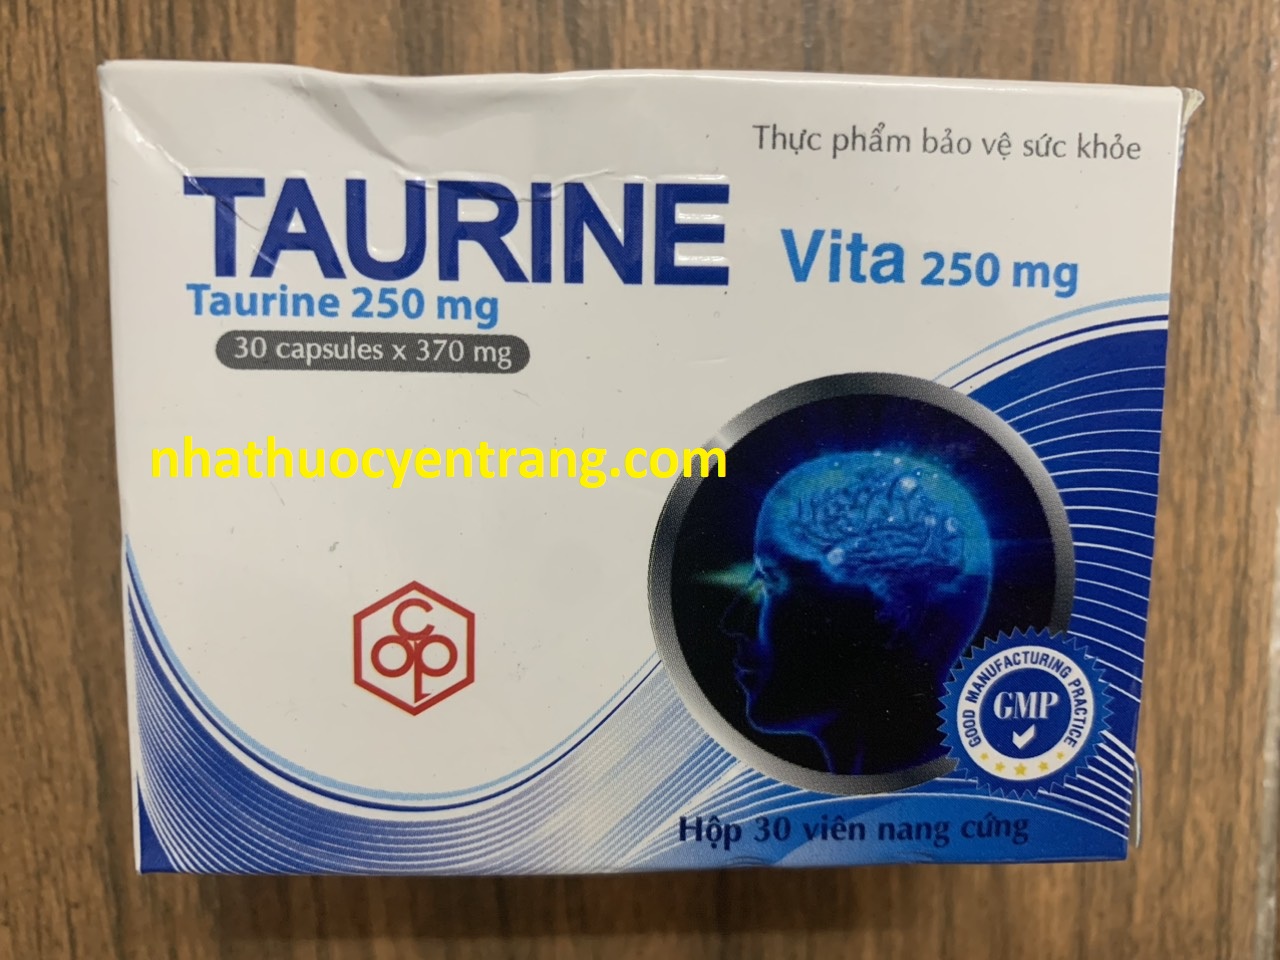 Thực phẩm bảo vệ sức khỏe
TAURINE Vita 250 mg
Taurine 250 mg
30 capsules x 370 mg
nhathuocyentrang.com
COPL
GOOD MANUFACTURING PRACTICE
GMP
Hộp 30 viên nang cứng